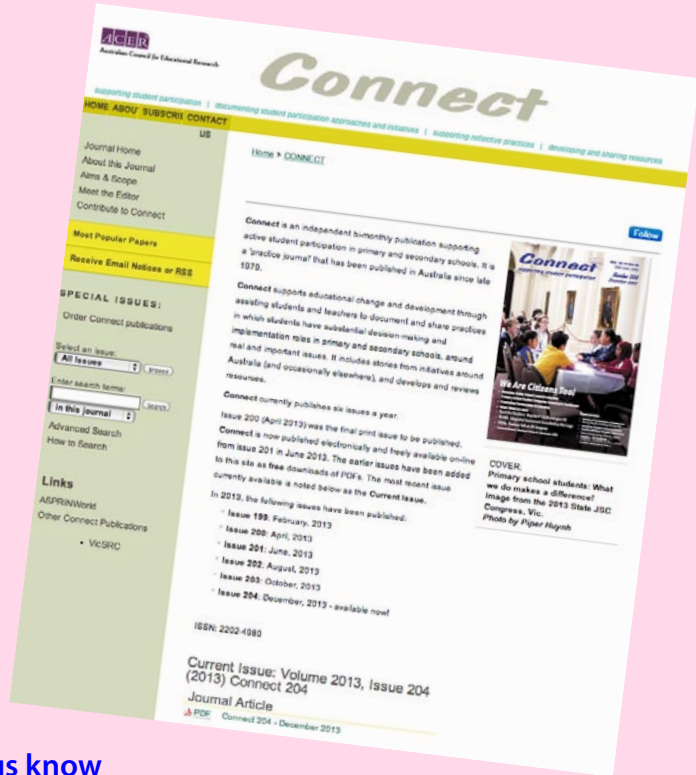 ACER
Australian Council for Educational Research
Connect
supporting student participation | documenting student participation approaches and initiatives | supporting reflective practices | developing and sharing resources
HOME ABOU' SUBSCRII CONTACT
US
Journal Home
About this Journal
Aims & Scope
Meet the Editor
Contribute to Connect
Most Popular Papers
Receive Email Notices or RSS
SPECIAL ISSUES:
Order Connect publications
Select an issue:
All Issues
Browse
Enter search terms:
Search
in this journal
Advanced Search
How to Search
Links
ASPRINWorld
Other Connect Publications
• VicSRC
Home > CONNECT
Connect is an independent bimonthly publication supporting
active student participation in primary and secondary schools. It is
a 'practice journal' that has been published in Australia since late
1979.
Connect supports educational change and development through
assisting students and teachers to document and share practices
in which students have substantial decision-making and
implementation roles in primary and secondary schools, around
real and important issues. It includes stories from initiatives around
Australia (and occasionally elsewhere), and develops and reviews
resources.
Connect currently publishes six issues a year.
Issue 200 (April 2013) was the final print issue to be published.
Connect is now published electronically and freely available on-line
from issue 201 in June 2013. The earlier issues have been added
to this site as free downloads of PDFs. The most recent issue
currently available is noted below as the Current Issue.
In 2013, the following issues have been published:
Issue 199: February, 2013
Issue 200: April, 2013
Issue 201: June, 2013
Issue 202: August, 2013
Issue 203: October, 2013
Issue 204: December, 2013 - available now!
ISSN: 2202-4980
Current Issue: Volume 2013, Issue 204
(2013) Connect 204
Journal Article
PDF Connect 204 - December 2013
Follow
Connect
supporting student participation
Number 204
December 2013
We Are Citizens Too!
COVER:
Primary school students: What
we do makes a difference!
Image from the 2013 State JSC
Congress, Vic.
Photo by Piper Huynh
us know